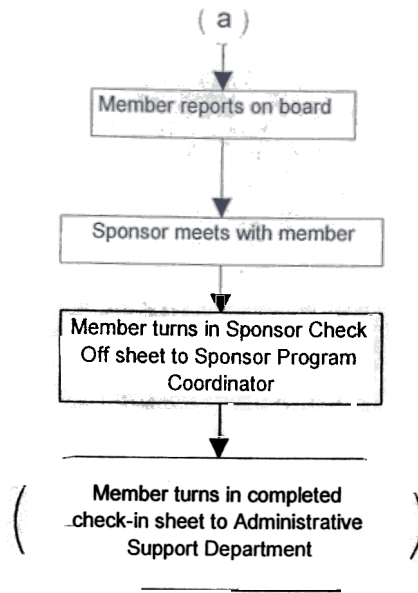 ( a )
Member reports on board
Sponsor meets with member
Member turns in Sponsor Check
Off sheet to Sponsor Program
Coordinator
Member turns in completed
check-in sheet to Administrative
Support Department